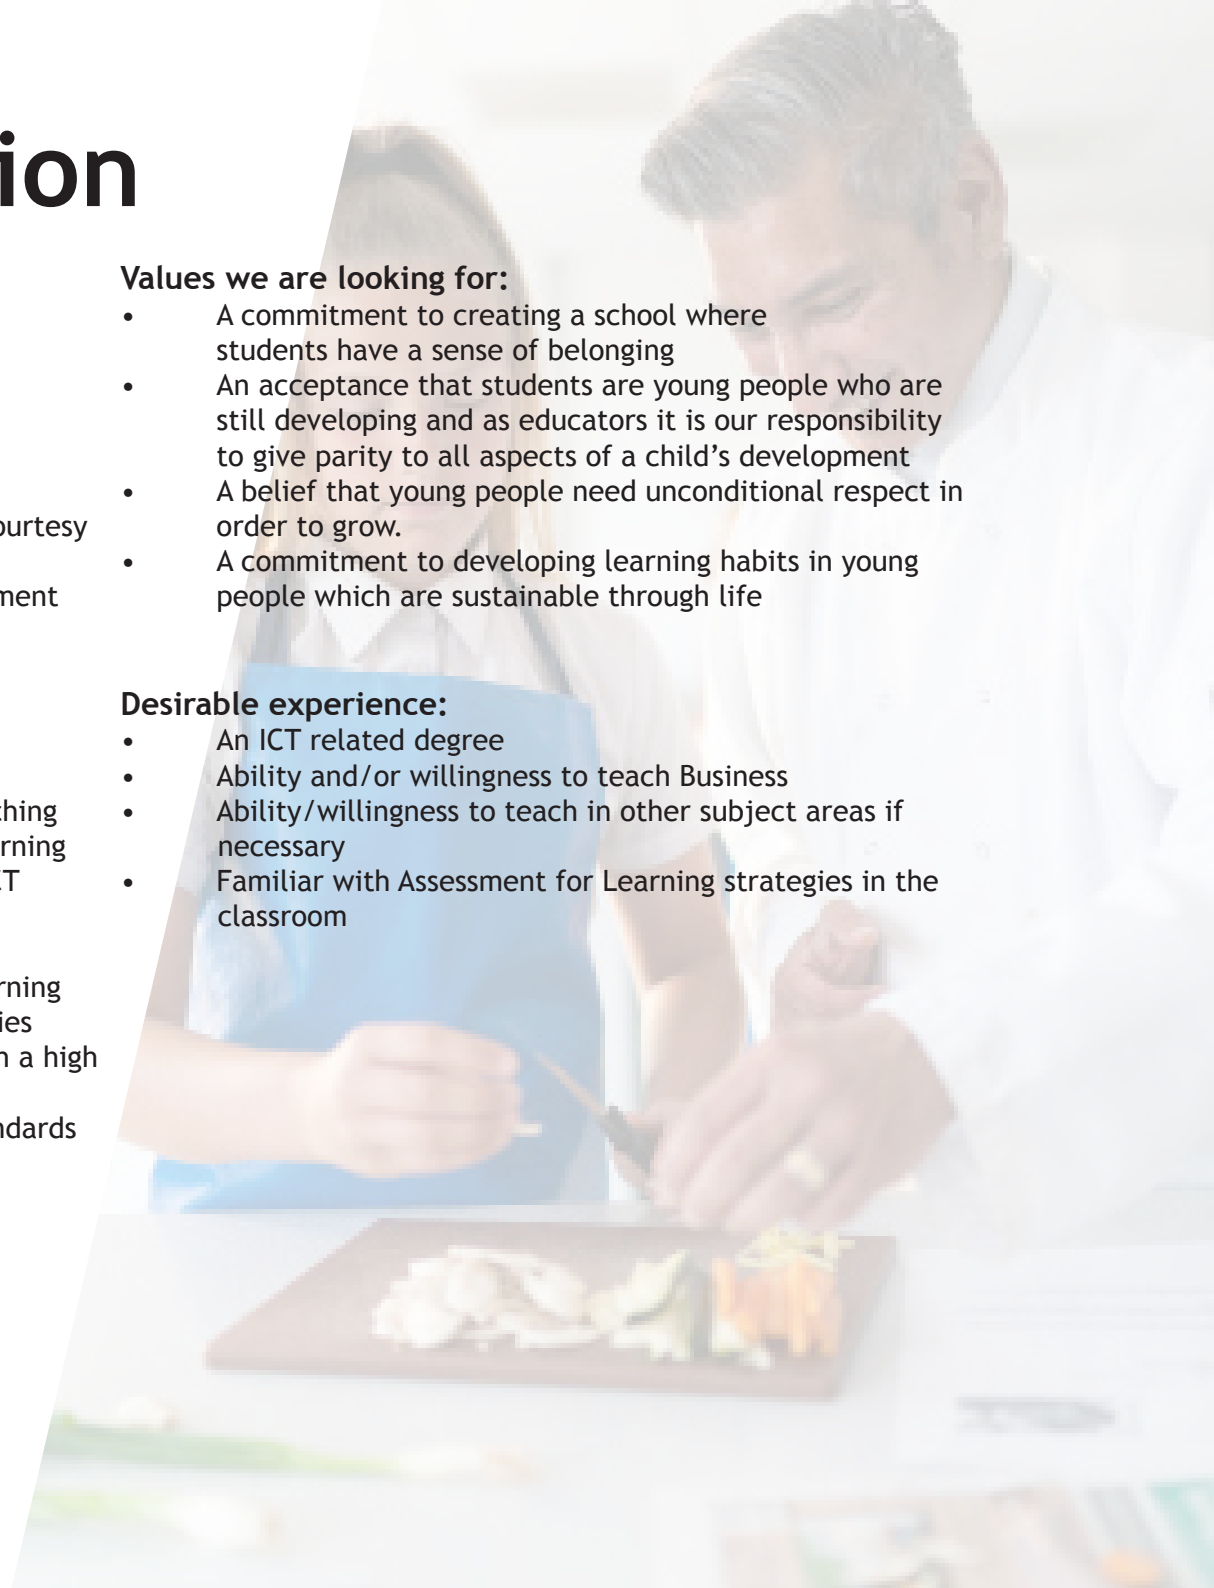 ion
ourtesy
ment
ching
rning
CT
rning
ies
n a high
ndards
Values we are looking for:
• A commitment to creating a school where
students have a sense of belonging
• An acceptance that students are young people who are
still developing and as educators it is our responsibility
to give parity to all aspects of a child’s development
• A belief that young people need unconditional respect in
order to grow.
• A commitment to developing learning habits in young
people which are sustainable through life
Desirable experience:
• An ICT related degree
• Ability and/or willingness to teach Business
• Ability/willingness to teach in other subject areas if
necessary
• Familiar with Assessment for Learning strategies in the
classroom